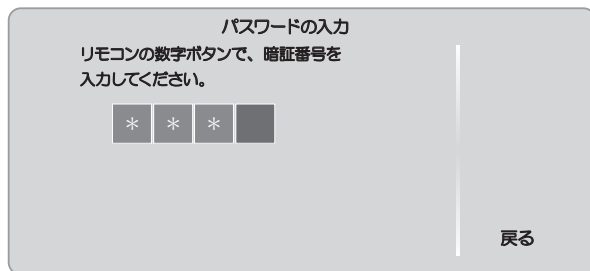 パスワードの入力
リモコンの数字ボタンで、暗証番号を
入力してください。
* * *
戻る